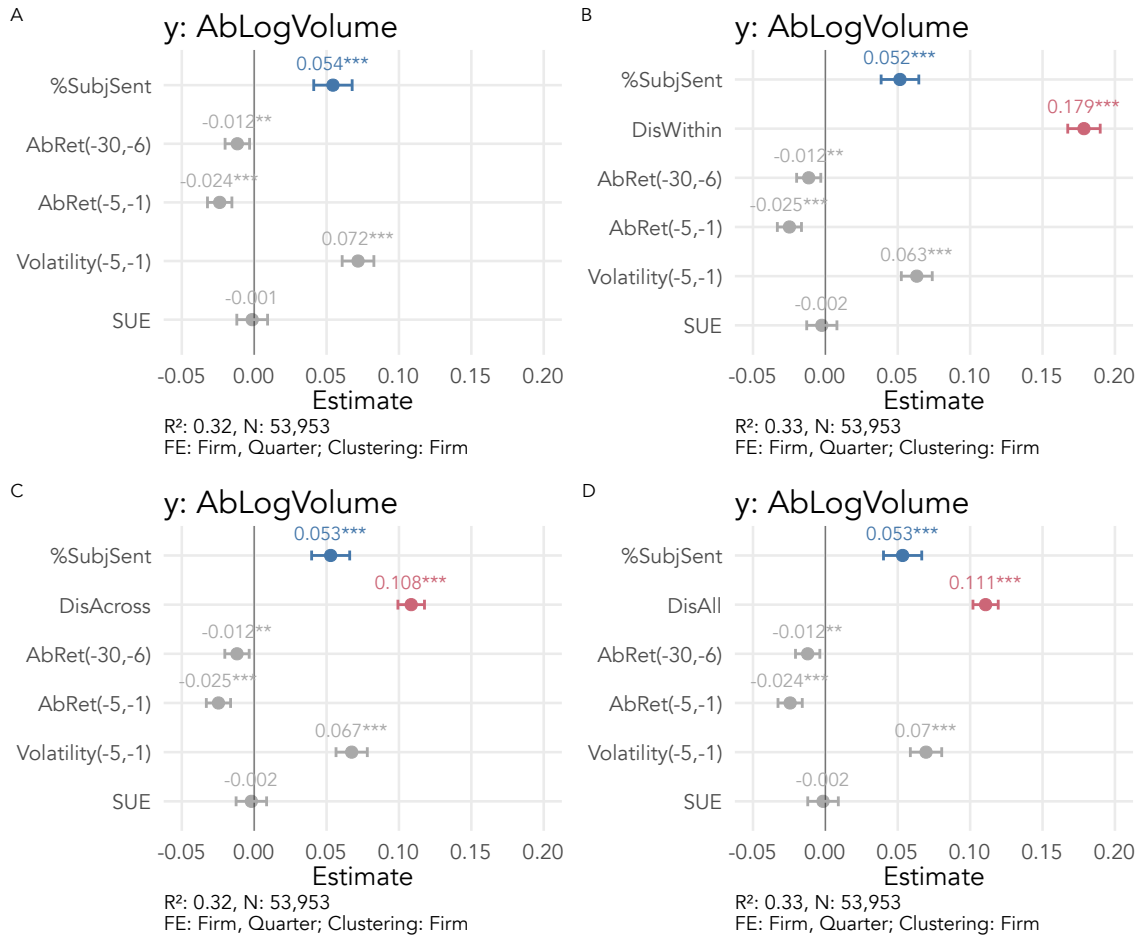 A
y: AbLogVolume
0.054***
%SubjSent
-0.012**
AbRet(-30,-6)
-0.024***
AbRet(-5,-1)
0.072***
Volatility(-5,-1)
-0.001
SUE
-0.05 0.00 0.05 0.10 0.15 0.20
Estimate
R²: 0.32, N: 53,953
FE: Firm, Quarter; Clustering: Firm
B
y: AbLogVolume
0.052***
%SubjSent
0.179***
DisWithin
-0.012**
AbRet(-30,-6)
-0.025***
AbRet(-5,-1)
0.063***
Volatility(-5,-1)
-0.002
SUE
-0.05 0.00 0.05 0.10 0.15 0.20
Estimate
R²: 0.33, N: 53,953
FE: Firm, Quarter; Clustering: Firm
C
y: AbLogVolume
0.053***
%SubjSent
0.108***
DisAcross
-0.012**
AbRet(-30,-6)
-0.025***
AbRet(-5,-1)
0.067***
Volatility(-5,-1)
-0.002
SUE
-0.05 0.00 0.05 0.10 0.15 0.20
Estimate
R²: 0.32, N: 53,953
FE: Firm, Quarter; Clustering: Firm
D
y: AbLogVolume
0.053***
%SubjSent
0.111***
DisAll
-0.012**
AbRet(-30,-6)
-0.024***
AbRet(-5,-1)
0.07***
Volatility(-5,-1)
-0.002
SUE
-0.05 0.00 0.05 0.10 0.15 0.20
Estimate
R²: 0.33, N: 53,953
FE: Firm, Quarter; Clustering: Firm